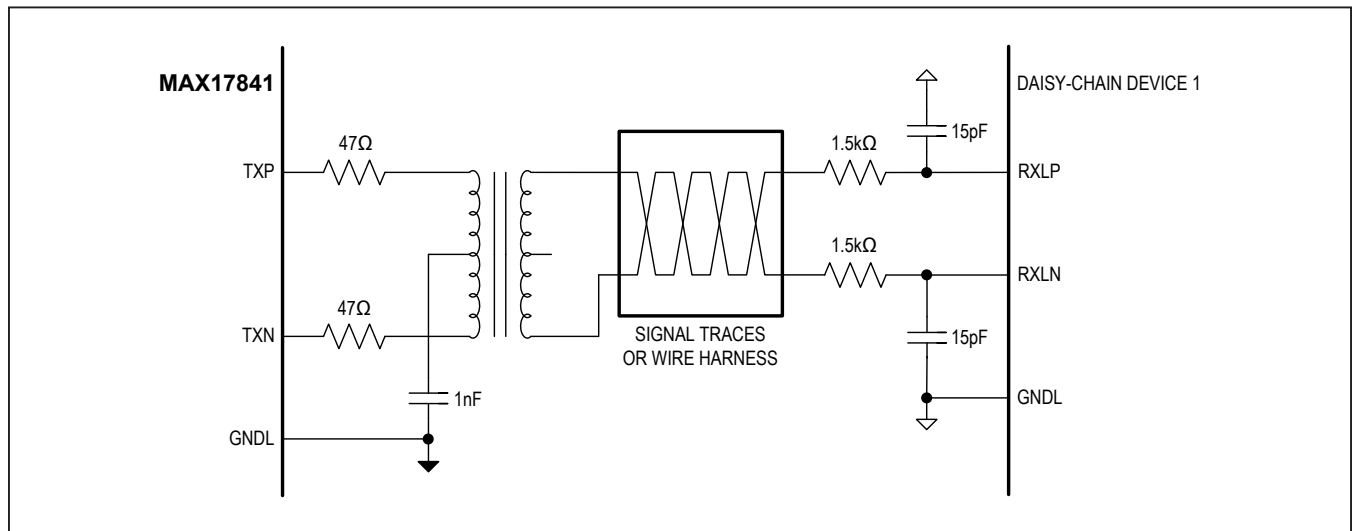 MAX17841
DAISY-CHAIN DEVICE 1
47Ω
1.5kΩ
15pF
TXP
RXLP
1.5kΩ
RXLN
47Ω
TXN
SIGNAL TRACES
OR WIRE HARNESS
15pF
1nF
GNDL
GNDL